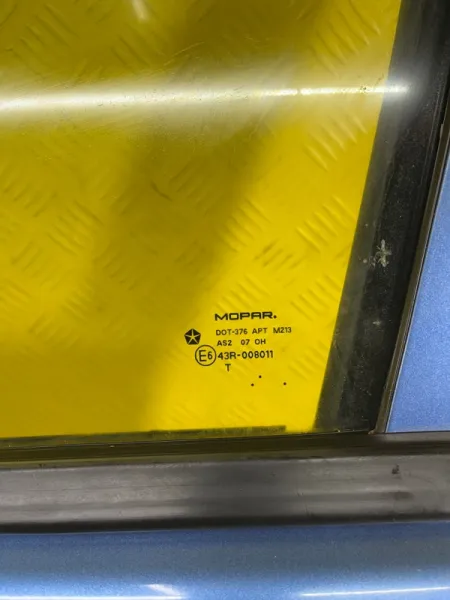 MOPAR.
DOT-376 APT M213
AS2 07 OH
E6 43R-008011
T